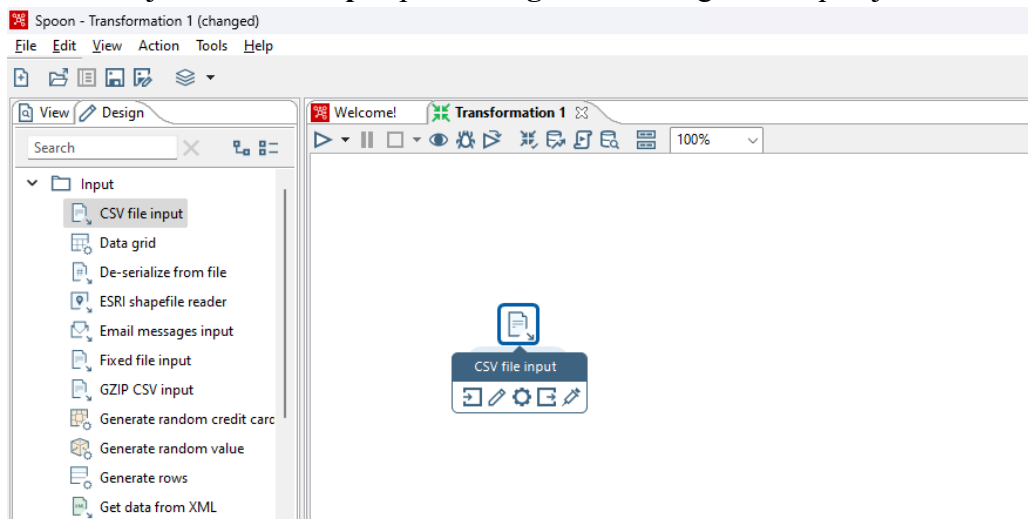 Spoon - Transformation 1 (changed)
File Edit View Action Tools Help
View Design
Welcome! Transformation 1
Search
100%
Input
CSV file input
Data grid
De-serialize from file
ESRI shapefile reader
Email messages input
Fixed file input
GZIP CSV input
Generate random credit card
Generate random value
Generate rows
Get data from XML
CSV file input